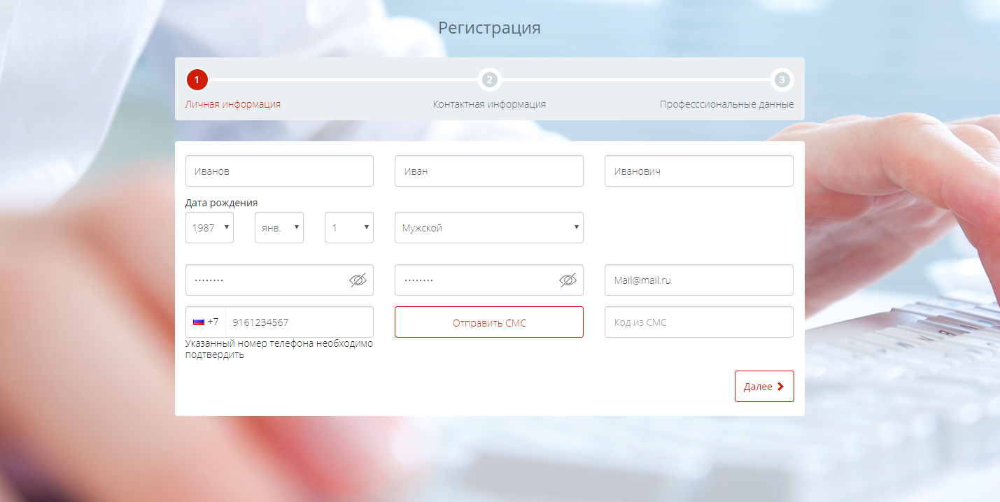 Регистрация
1 2 3
Личная информация Контактная информация Професссиональные данные
Иванов Иван Иванович
Дата рождения
1987 янв. 1 Мужской
········ ········ Mail@mail.ru
+7 9161234567 Отправить СМС Код из СМС
Указанный номер телефона необходимо
подтвердить
Далее